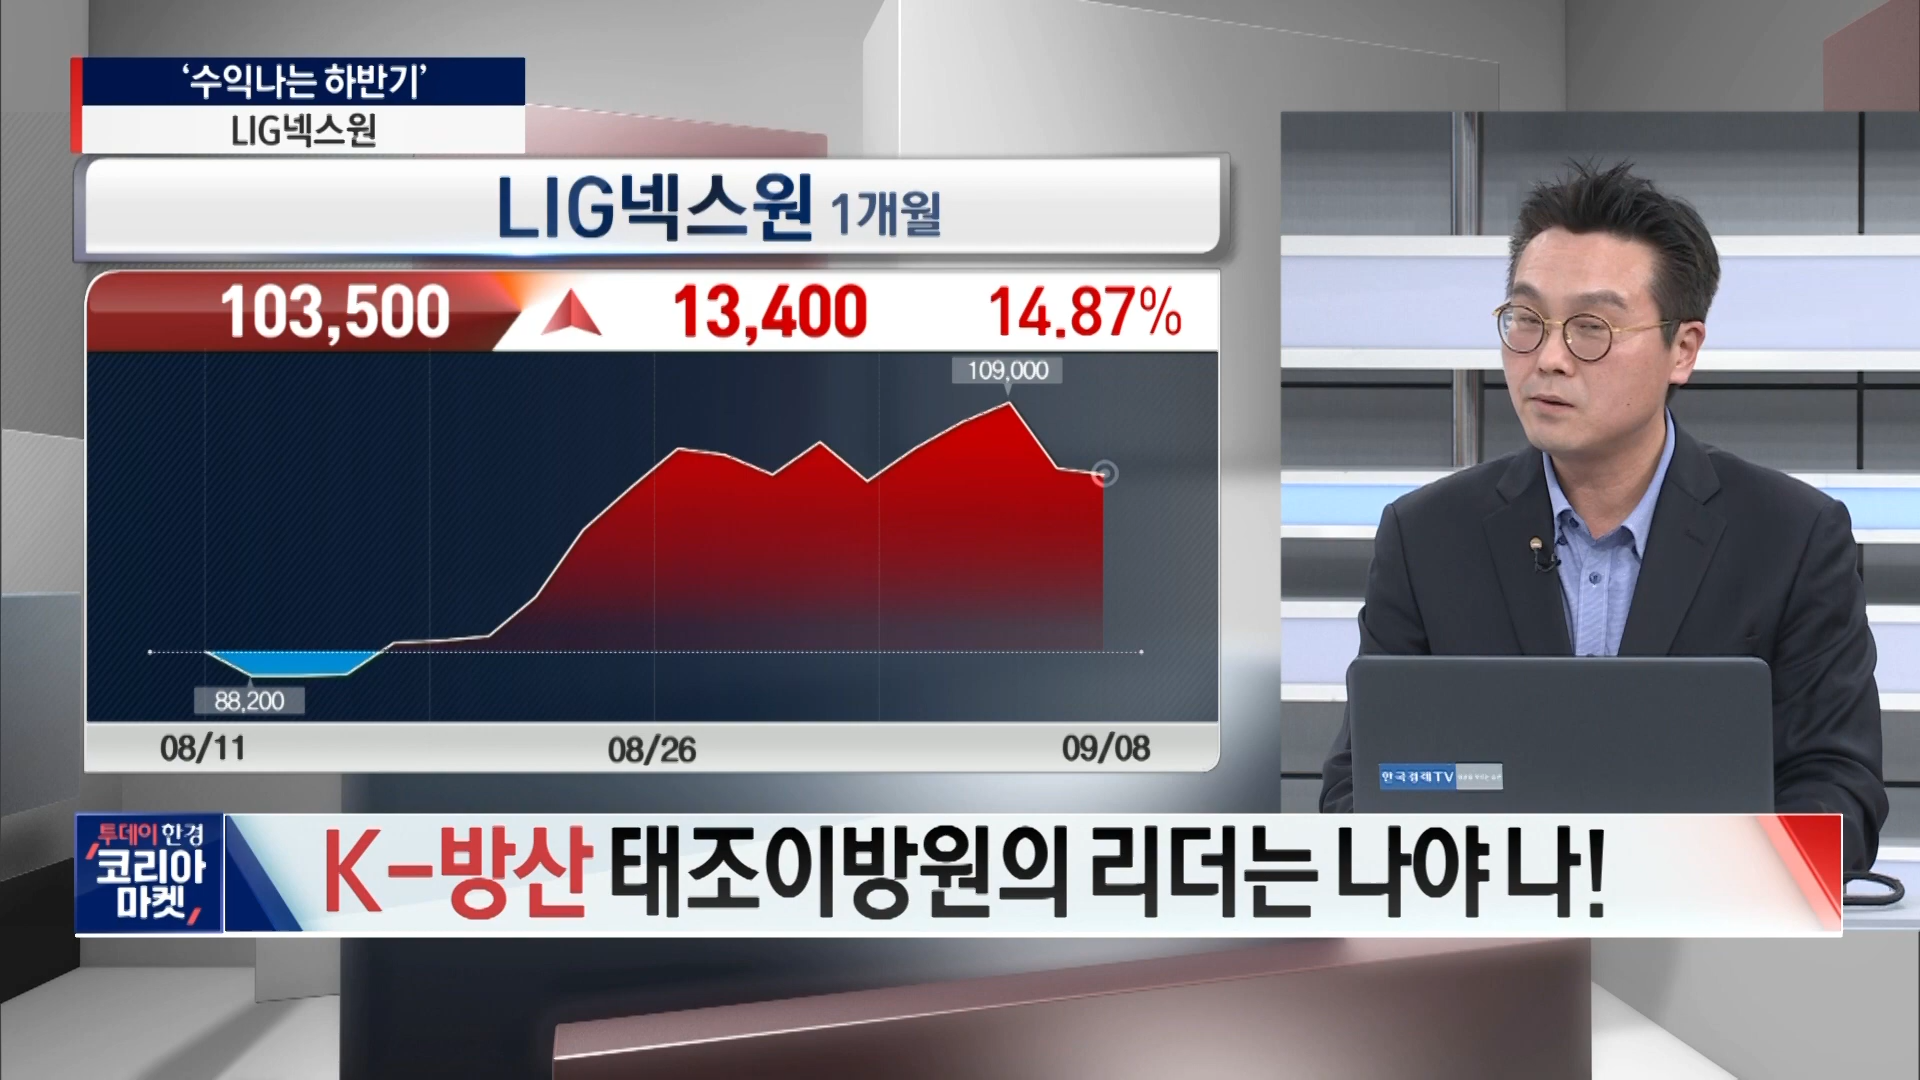 ‘수익나는 하반기’
LIG넥스원
LIG넥스원 1개월
103,500 13,400 14.87%
109,000
88,200
08/11 08/26 09/08
한국경제TV
투데이 한경
코리아
마켓
K-방산 태조이방원의 리더는 나야 나!